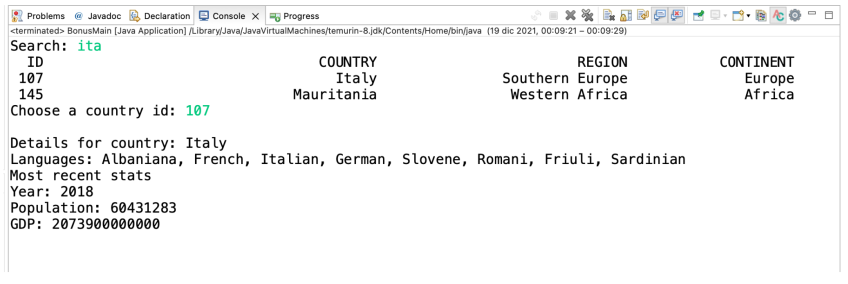 Problems @ Javadoc Declaration Console Progress
<terminated> BonusMain [Java Application] /Library/Java/JavaVirtualMachines/temurin-8.jdk/Contents/Home/bin/java (19 dic 2021, 00:09:21 – 00:09:29)
Search: ita
ID COUNTRY REGION CONTINENT
107 Italy Southern Europe Europe
145 Mauritania Western Africa Africa
Choose a country id: 107
Details for country: Italy
Languages: Albaniana, French, Italian, German, Slovene, Romani, Friuli, Sardinian
Most recent stats
Year: 2018
Population: 60431283
GDP: 2073900000000